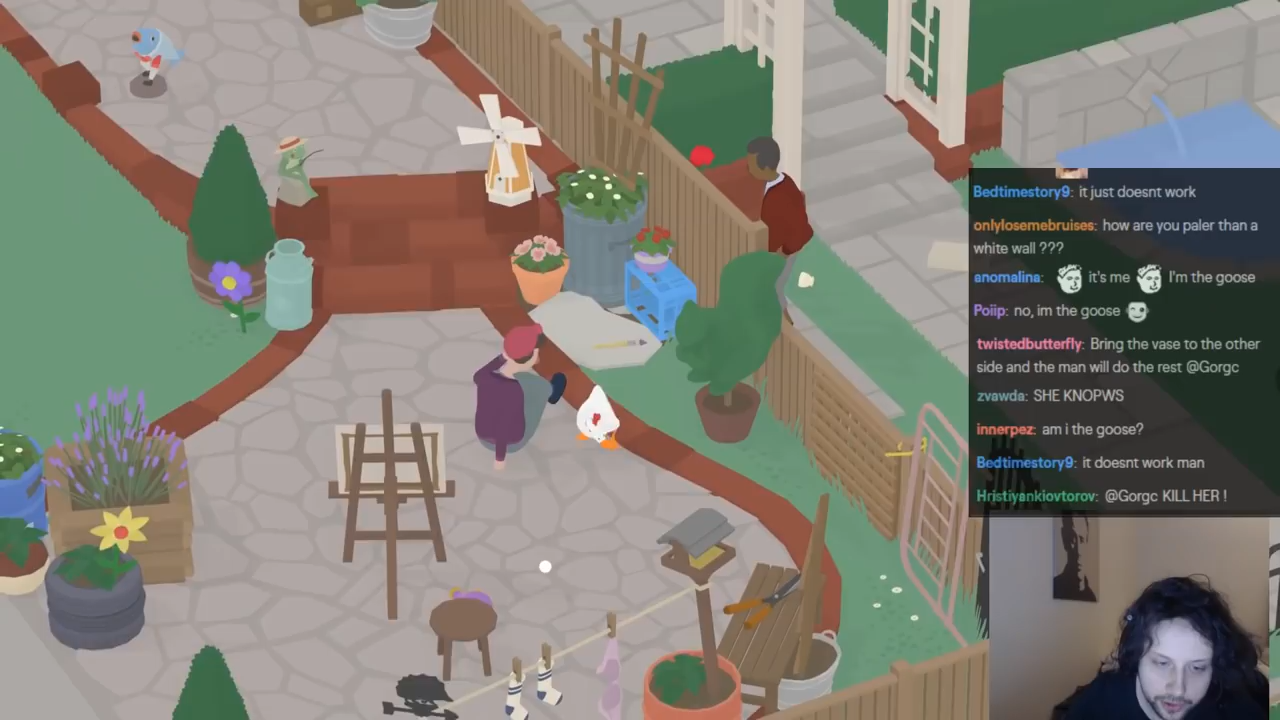 Bedtimestory9: it just doesnt work
onlylosemebruises: how are you paler than a
white wall ???
anomalina: it's me I'm the goose
Poiip: no, im the goose
twistedbutterfly: Bring the vase to the other
side and the man will do the rest @Gorgc
zvawda: SHE KNOPWS
innerpez: am i the goose?
Bedtimestory9: it doesnt work man
Hristiyankiovtorov: @Gorgc KILL HER !